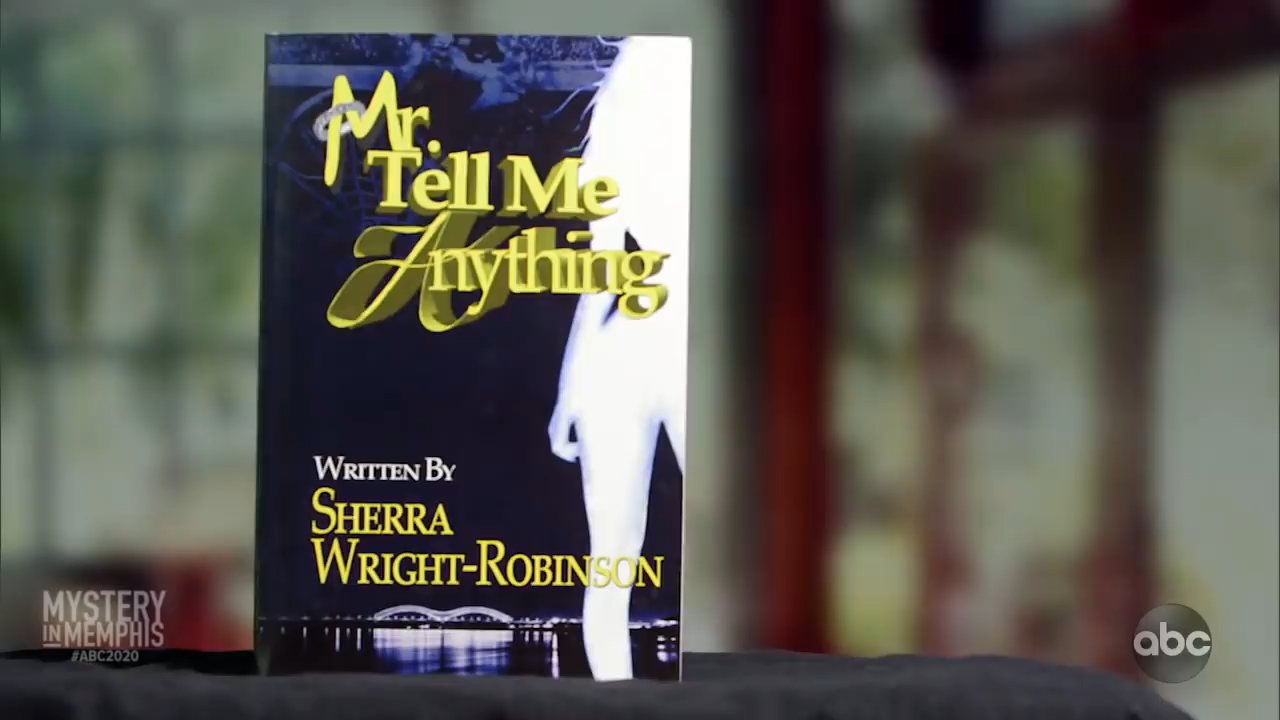 Mr.
Tell Me
Anything
WRITTEN BY
SHERRA
WRIGHT-ROBINSON
MYSTERY
IN MEMPHIS
#ABC2020
abc